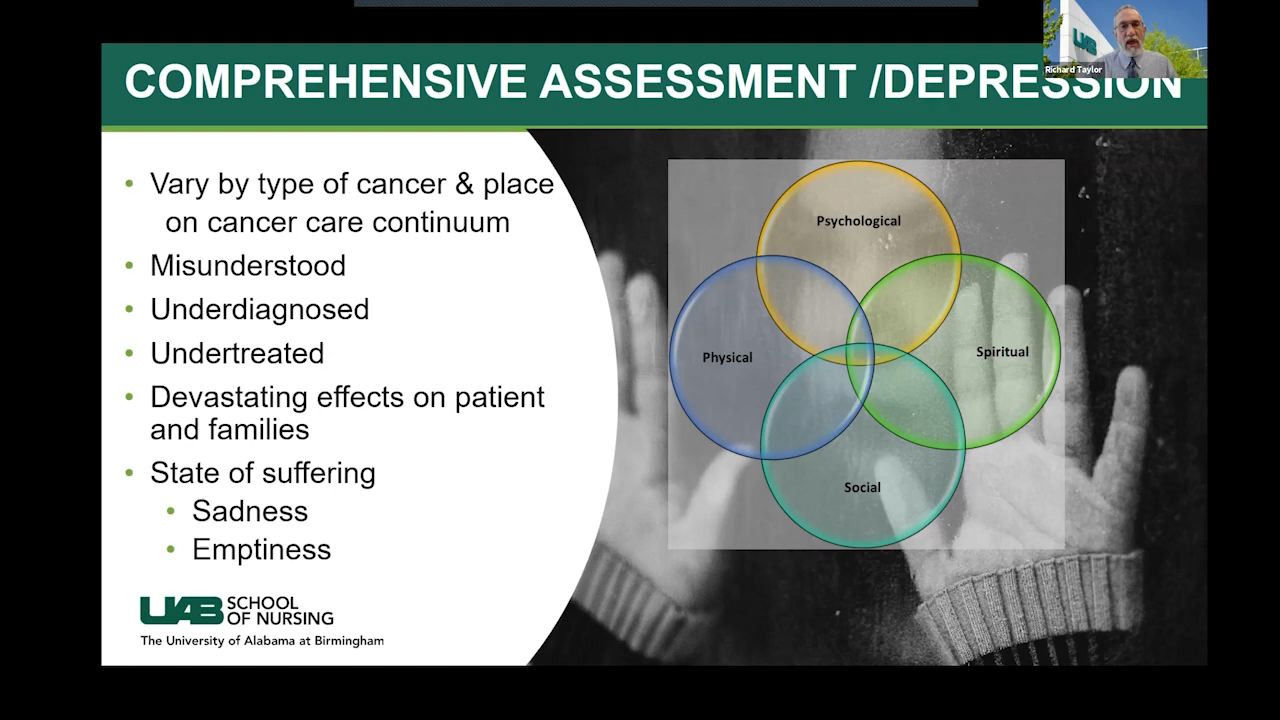 COMPREHENSIVE ASSESSMENT /DEPRESSION
UAB
Richard Taylor
• Vary by type of cancer & place
on cancer care continuum
• Misunderstood
• Underdiagnosed
• Undertreated
• Devastating effects on patient
and families
• State of suffering
• Sadness
• Emptiness
Psychological
Physical
Spiritual
Social
UAB SCHOOL
OF NURSING
The University of Alabama at Birmingham